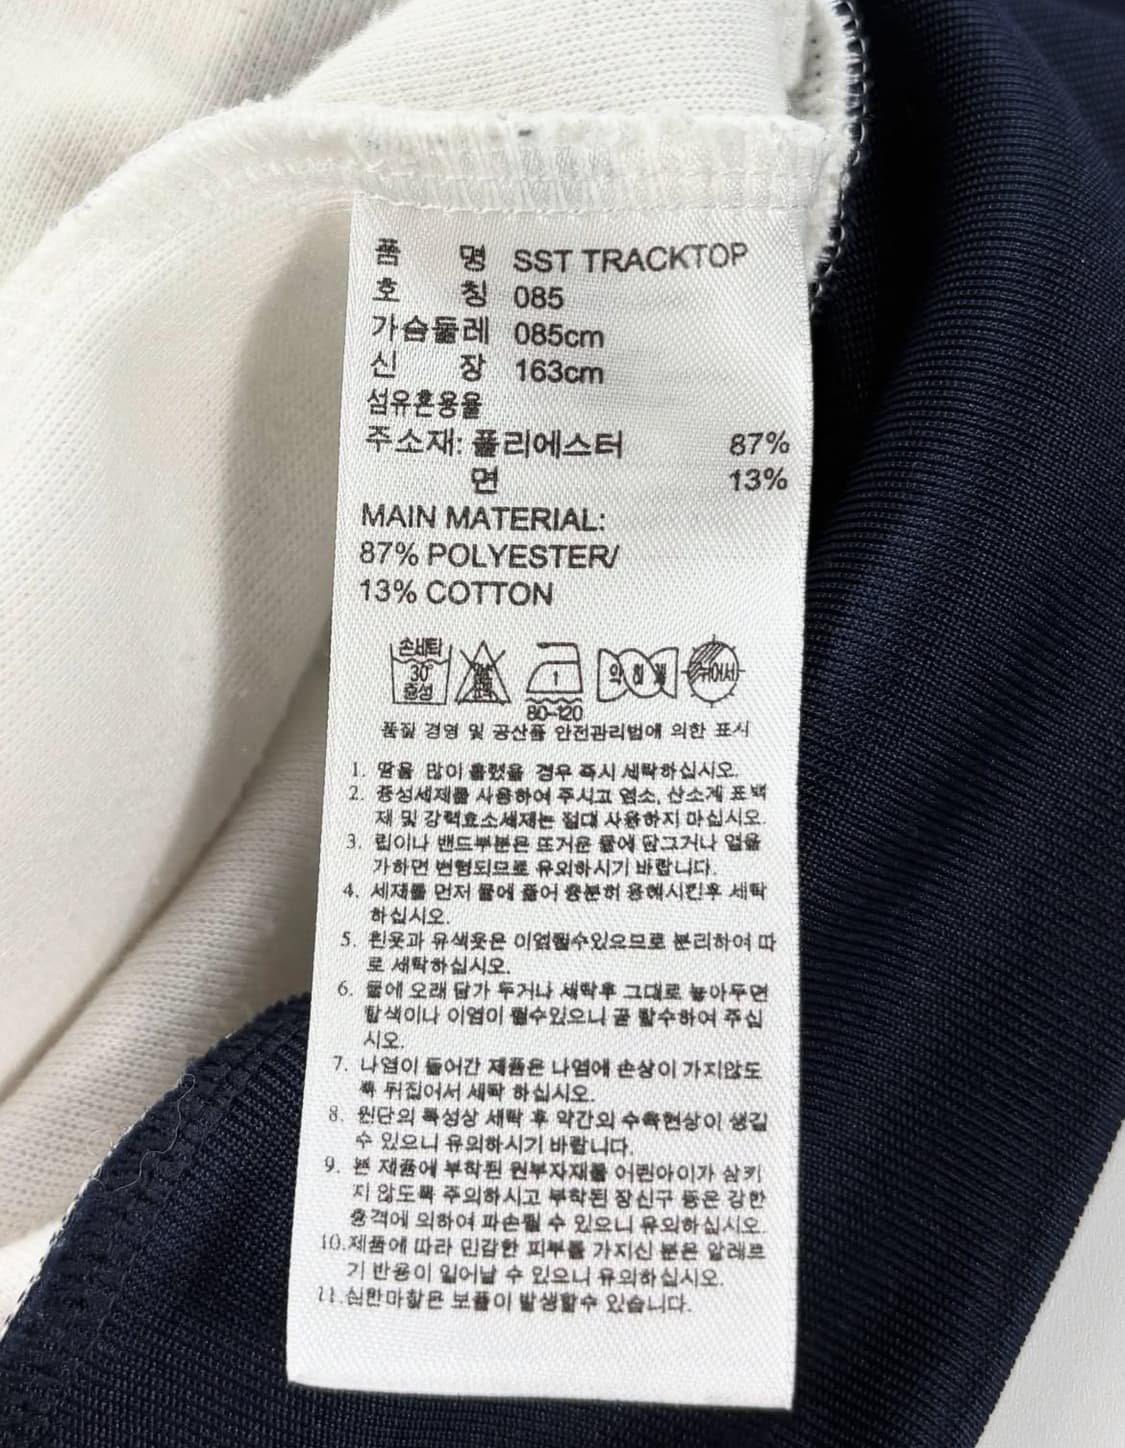 품 명 SST TRACKTOP
호 칭 085
가슴둘레 085cm
신 장 163cm
섬유혼용율
주소재: 폴리에스터 87%
면 13%
MAIN MATERIAL:
87% POLYESTER/
13% COTTON
손세탁 30° 중성
1
80-120
약하게
뉘어서
품질 경영 및 공산품 안전관리법에 의한 표시
1. 땀을 많이 흘렸을 경우 즉시 세탁하십시오.
2. 중성세제를 사용하여 주시고 염소, 산소계 표백
제 및 강력효소세제는 절대 사용하지 마십시오.
3. 립이나 밴드부분은 뜨거운 물에 담그거나 열을
가하면 변형되므로 유의하시기 바랍니다.
4. 세제를 먼저 물에 풀어 충분히 용해시킨후 세탁
하십시오.
5. 흰옷과 유색옷은 이염될수있으므로 분리하여 따
로 세탁하십시오.
6. 물에 오래 담가 두거나 세탁후 그대로 놓아두면
탈색이나 이염이 될수있으니 곧 탈수하여 주십
시오.
7. 나염이 들어간 제품은 나염에 손상이 가지않도
록 뒤집어서 세탁 하십시오.
8. 원단의 특성상 세탁 후 약간의 수축현상이 생길
수 있으니 유의하시기 바랍니다.
9. 본 제품에 부착된 원부자재를 어린아이가 삼키
지 않도록 주의하시고 부착된 장신구 등은 강한
충격에 의하여 파손될 수 있으니 유의하십시오.
10.제품에 따라 민감한 피부를 가지신 분은 알레르
기 반응이 일어날 수 있으니 유의하십시오.
11.심한마찰은 보풀이 발생할수 있습니다.